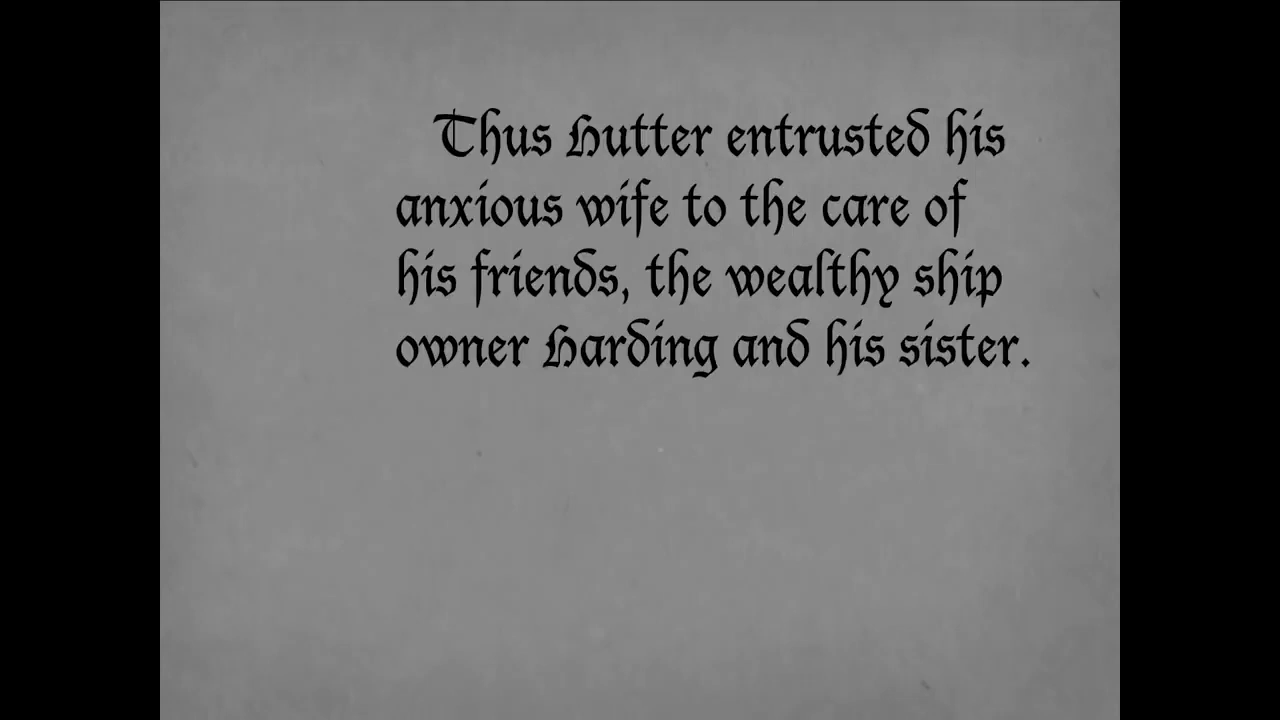 Thus Hutter entrusted his
anxious wife to the care of
his friends, the wealthy ship
owner Harding and his sister.